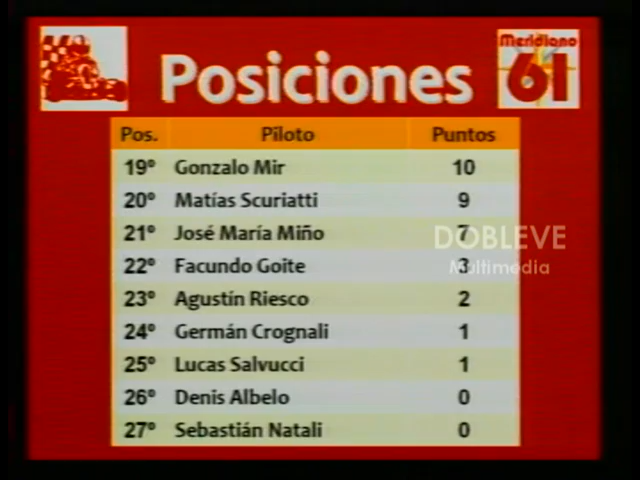 Posiciones
Meridiano
61
Pos. Piloto Puntos
19º Gonzalo Mir 10
20º Matías Scuriatti 9
21º José María Miño 7
22º Facundo Goite 3
23º Agustín Riesco 2
24º Germán Crognali 1
25º Lucas Salvucci 1
26º Denis Albelo 0
27º Sebastián Natali 0
DOBLEVE
Multimedia